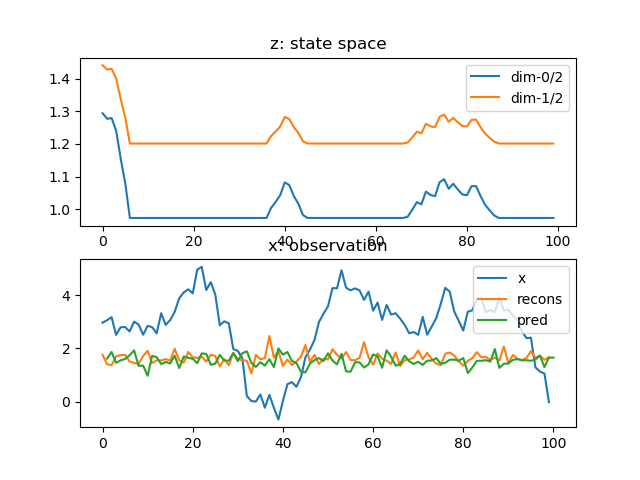 z: state space
1.4
1.3
1.2
1.1
1.0
dim-0/2
dim-1/2
0 20 40 60 80 100
x: observation
4
2
0
x
recons
pred
0 20 40 60 80 100